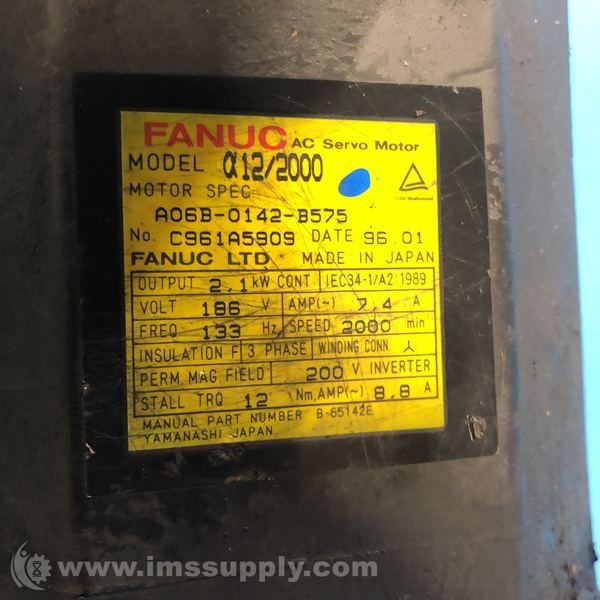 FANUC AC Servo Motor
MODEL α12/2000
MOTOR SPEC
A06B-0142-B575
No. C961A5909 DATE 96.01
FANUC LTD MADE IN JAPAN
OUTPUT 2.1 kW CONT IEC34-1/A2 1989
VOLT 186 V AMP(~) 7.4 A
FREQ 133 Hz SPEED 2000 min
INSULATION F 3 PHASE WINDING CONN. Y
PERM. MAG. FIELD 200 V. INVERTER
STALL TRQ 12 Nm, AMP(~) 8.8 A
MANUAL PART NUMBER B-65142E
YAMANASHI JAPAN
www.imssupply.com